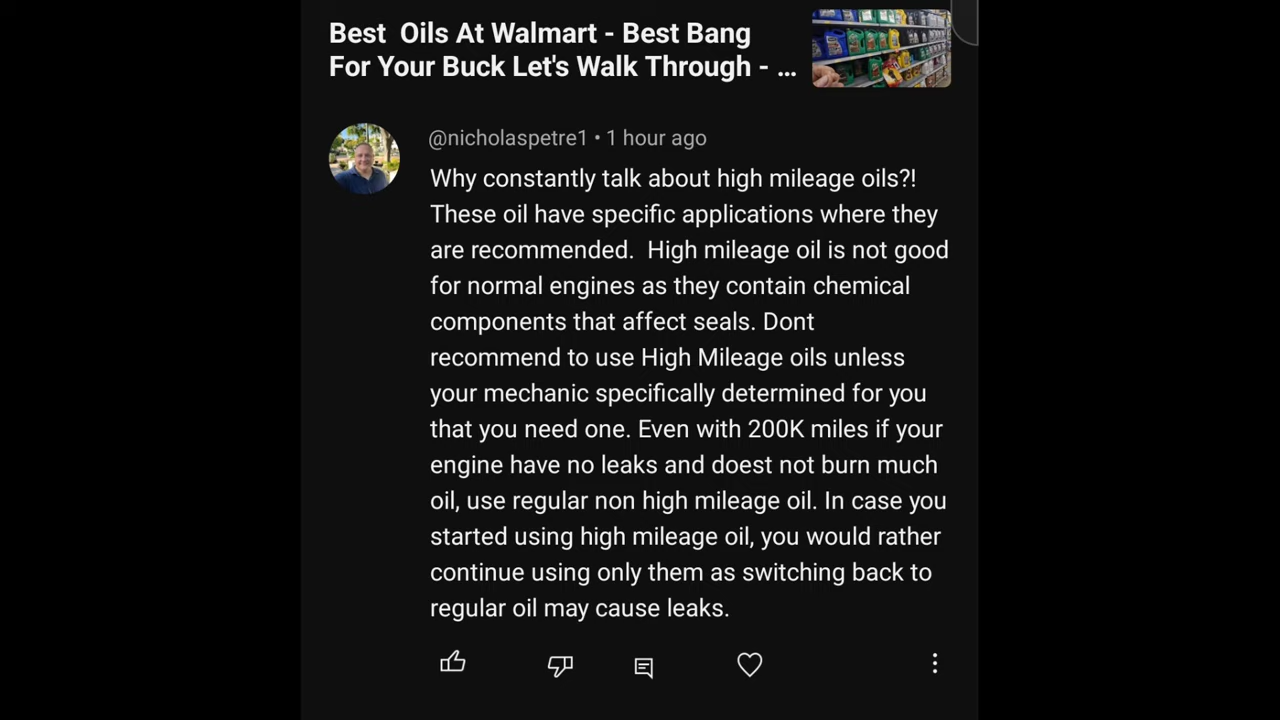 Best  Oils At Walmart - Best Bang
For Your Buck Let's Walk Through - ...
@nicholaspetre1 • 1 hour ago
Why constantly talk about high mileage oils?!
These oil have specific applications where they
are recommended.  High mileage oil is not good
for normal engines as they contain chemical
components that affect seals. Dont
recommend to use High Mileage oils unless
your mechanic specifically determined for you
that you need one. Even with 200K miles if your
engine have no leaks and doest not burn much
oil, use regular non high mileage oil. In case you
started using high mileage oil, you would rather
continue using only them as switching back to
regular oil may cause leaks.